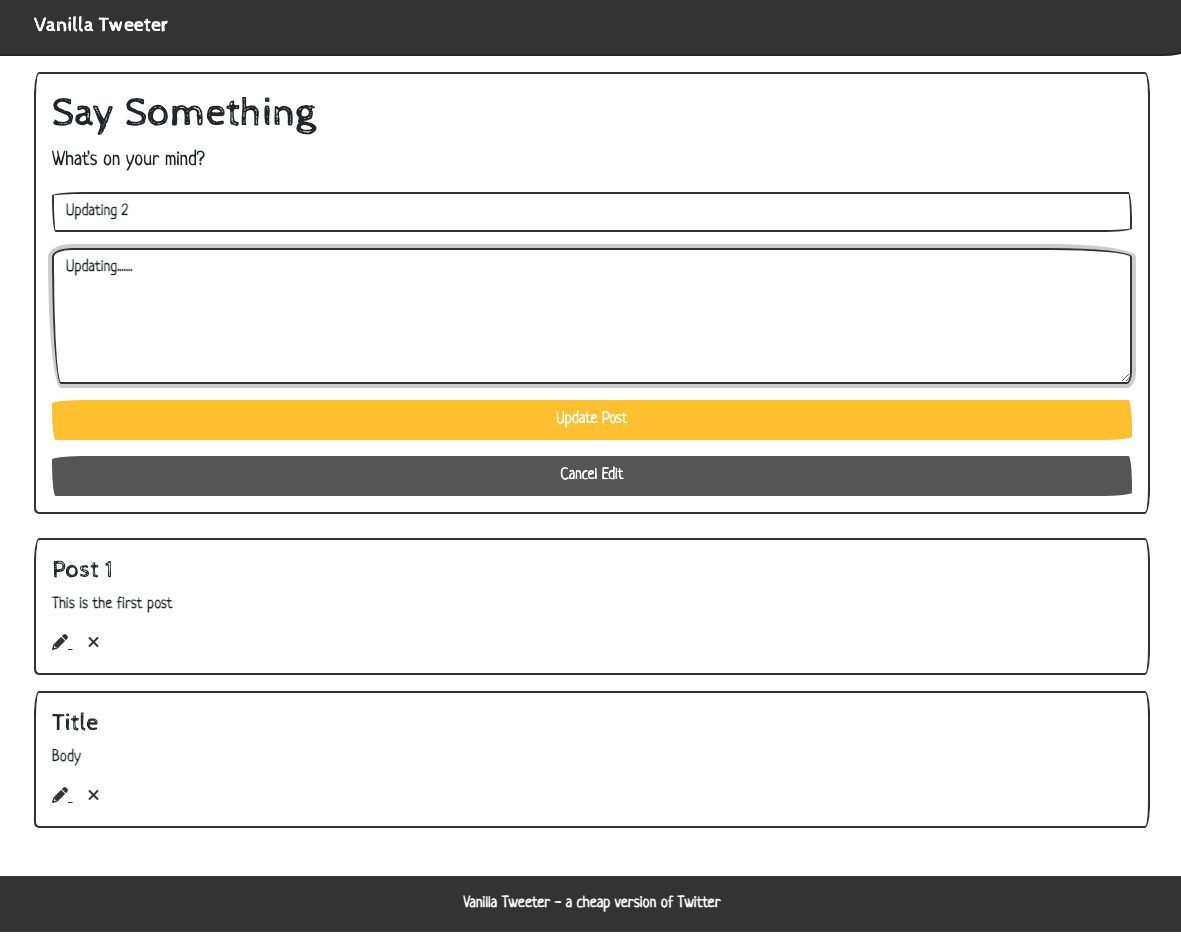 Vanilla Tweeter
Say Something
What's on your mind?
Updating 2
Updating.......
Update Post
Cancel Edit
Post 1
This is the first post
Title
Body
Vanilla Tweeter - a cheap version of Twitter